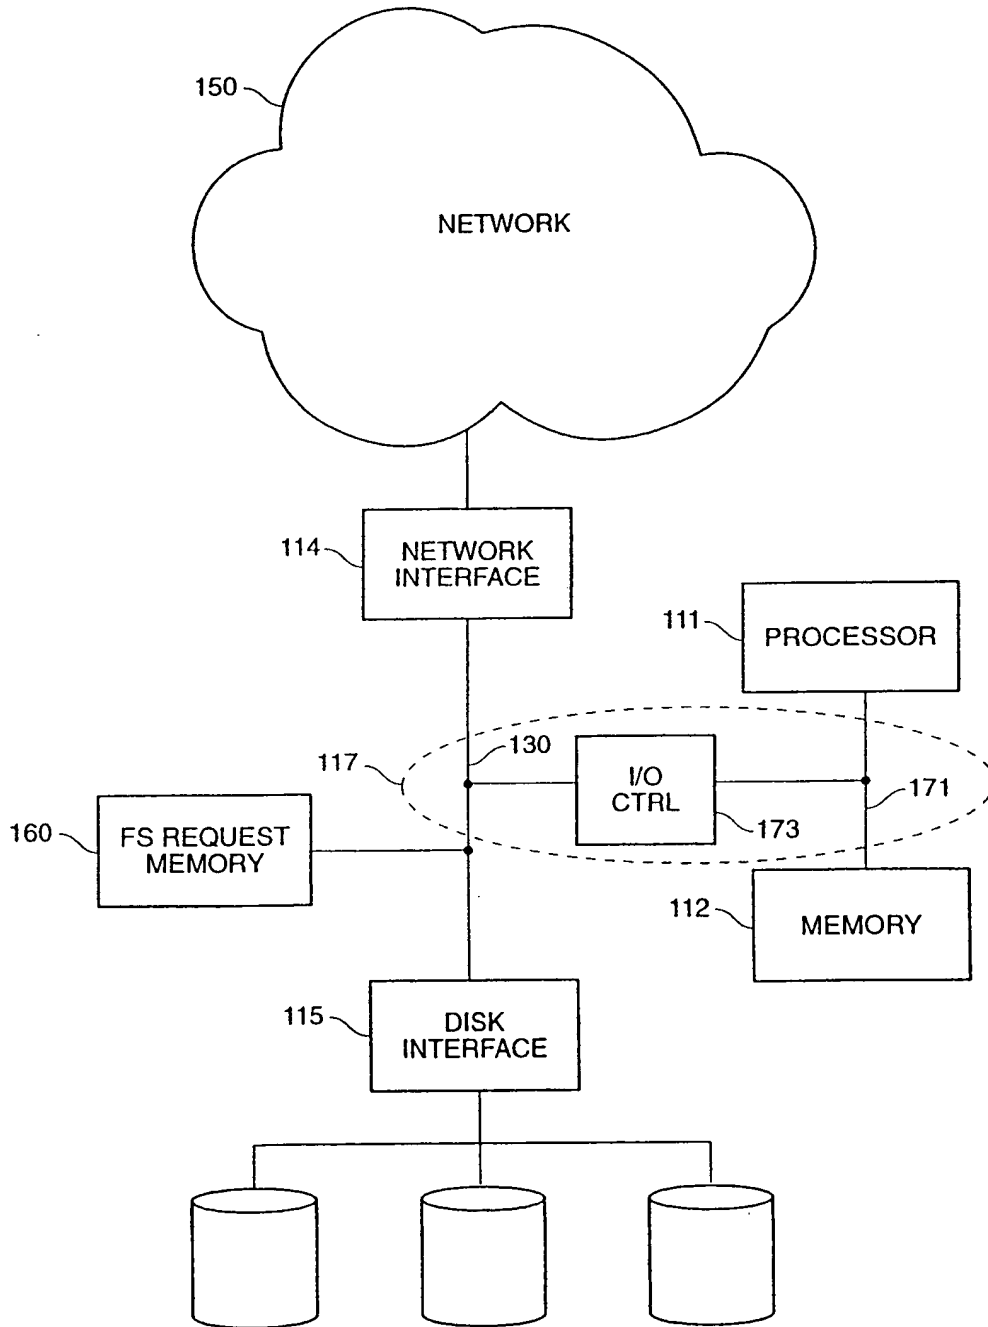 150
NETWORK
114
NETWORK
INTERFACE
111
PROCESSOR
117
130
I/O
CTRL
171
173
160
FS REQUEST
MEMORY
112
MEMORY
115
DISK
INTERFACE